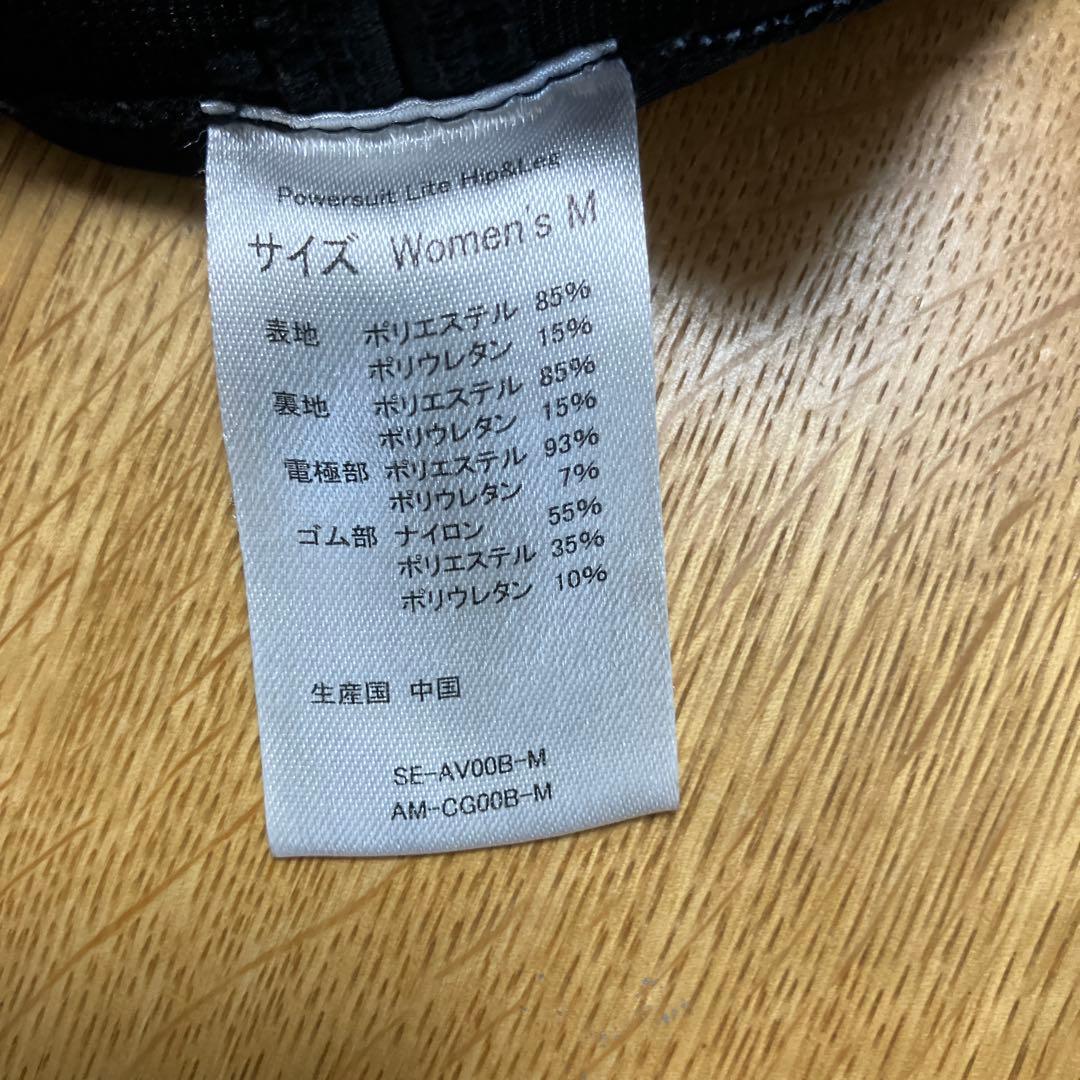 Powersuit Lite Hip&Leg
サイズ Women's M
表地 ポリエステル 85%
ポリウレタン 15%
裏地 ポリエステル 85%
ポリウレタン 15%
電極部 ポリエステル 93%
ポリウレタン 7%
ゴム部 ナイロン 55%
ポリエステル 35%
ポリウレタン 10%
生産国 中国
SE-AV00B-M
AM-CG00B-M